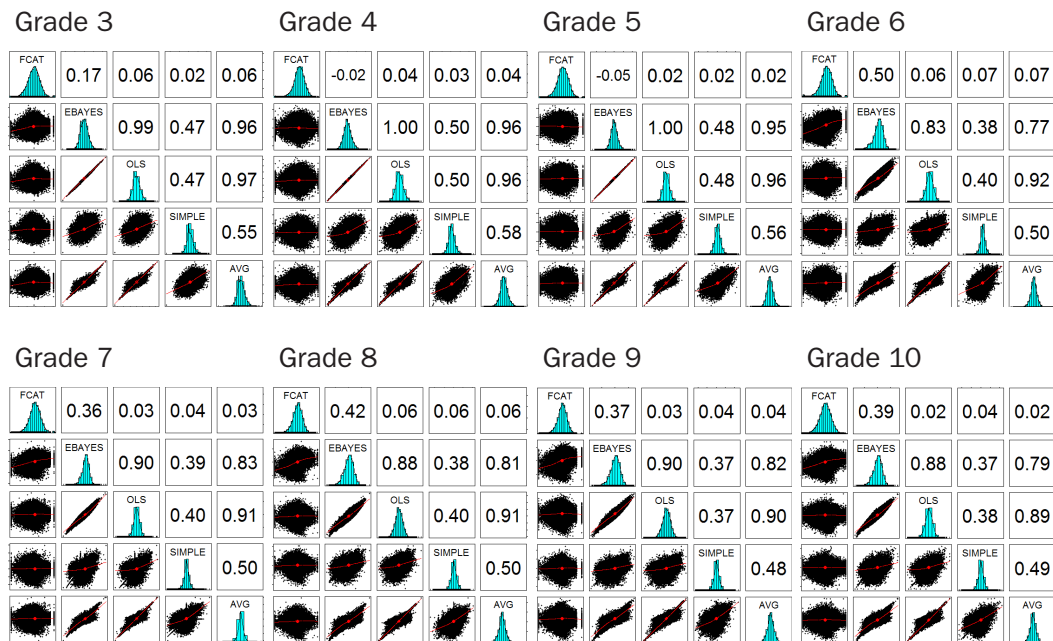 Grade 3 Grade 4 Grade 5 Grade 6
FCAT 0.17 0.06 0.02 0.06 FCAT -0.02 0.04 0.03 0.04 FCAT -0.05 0.02 0.02 0.02 FCAT 0.50 0.06 0.07 0.07
EBAYES 0.99 0.47 0.96 EBAYES 1.00 0.50 0.96 EBAYES 1.00 0.48 0.95 EBAYES 0.83 0.38 0.77
OLS 0.47 0.97 OLS 0.50 0.96 OLS 0.48 0.96 OLS 0.40 0.92
SIMPLE 0.55 SIMPLE 0.58 SIMPLE 0.56 SIMPLE 0.50
AVG AVG AVG AVG
Grade 7 Grade 8 Grade 9 Grade 10
FCAT 0.36 0.03 0.04 0.03 FCAT 0.42 0.06 0.06 0.06 FCAT 0.37 0.03 0.04 0.04 FCAT 0.39 0.02 0.04 0.02
EBAYES 0.90 0.39 0.83 EBAYES 0.88 0.38 0.81 EBAYES 0.90 0.37 0.82 EBAYES 0.88 0.37 0.79
OLS 0.40 0.91 OLS 0.40 0.91 OLS 0.37 0.90 OLS 0.38 0.89
SIMPLE 0.50 SIMPLE 0.50 SIMPLE 0.48 SIMPLE 0.49
AVG AVG AVG AVG